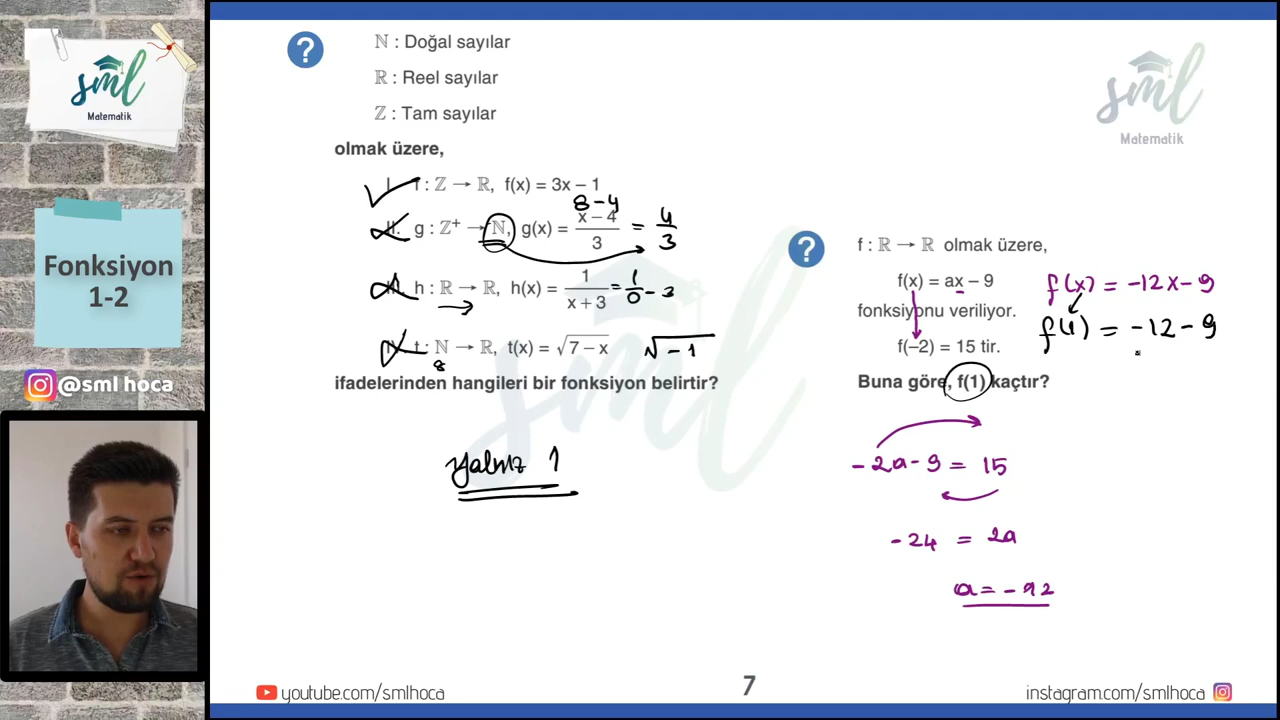 sml
Matematik
Fonksiyon
1-2
@sml hoca
ℕ : Doğal sayılar
ℝ : Reel sayılar
ℤ : Tam sayılar
olmak üzere,
I. f : ℤ → ℝ, f(x) = 3x – 1
8 - 4
II. g : ℤ⁺ → ℕ, g(x) = x – 4 / 3 = 4 / 3
III. h : ℝ → ℝ, h(x) = 1 / x + 3 = 1 / 0 - 3
t : ℕ → ℝ, t(x) = √7 – x √-1
8
ifadelerinden hangileri bir fonksiyon belirtir?
yalnız 1
sml
Matematik
f : ℝ → ℝ olmak üzere,
f(x) = ax – 9
fonksiyonu veriliyor.
f(–2) = 15 tir.
Buna göre, f(1) kaçtır?
f(x) = -12x - 9
f(1) = -12 - 9
-2a - 9 = 15
-24 = 2a
a = -12
youtube.com/smlhoca
7
instagram.com/smlhoca